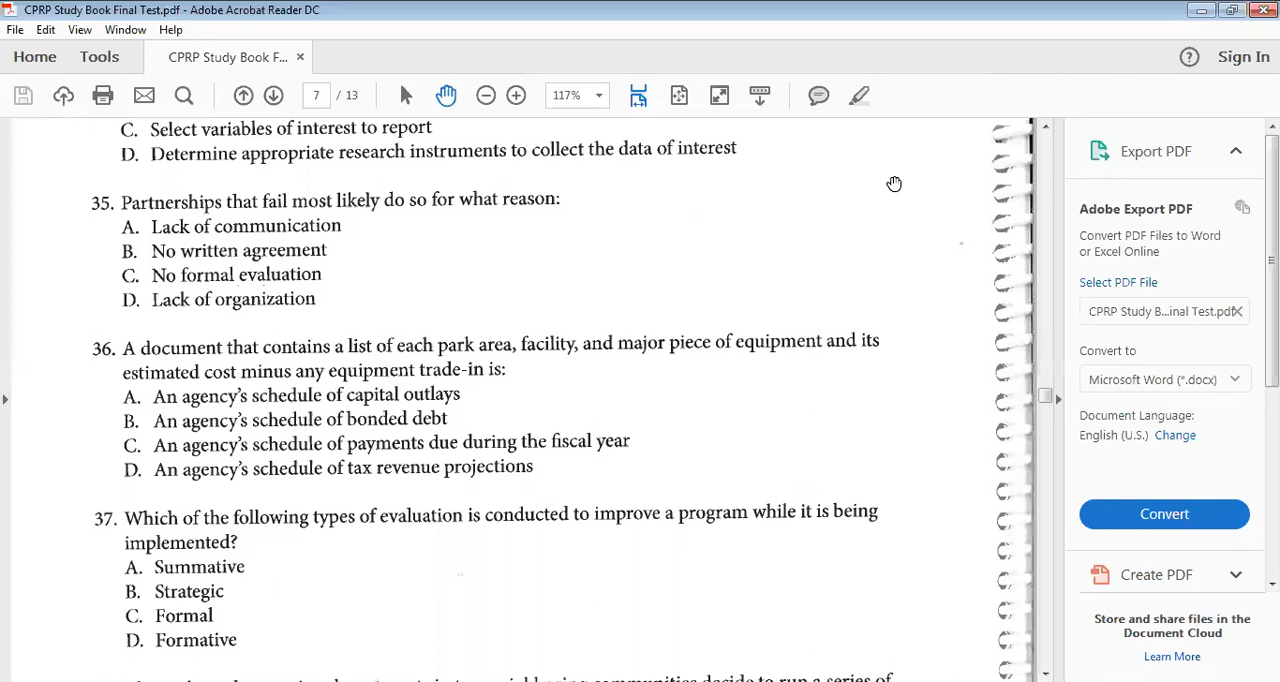 CPRP Study Book Final Test.pdf - Adobe Acrobat Reader DC
File Edit View Window Help
Home Tools CPRP Study Book F... × Sign In
7 / 13 117%
C. Select variables of interest to report
D. Determine appropriate research instruments to collect the data of interest
35. Partnerships that fail most likely do so for what reason:
A. Lack of communication
B. No written agreement
C. No formal evaluation
D. Lack of organization
36. A document that contains a list of each park area, facility, and major piece of equipment and its
estimated cost minus any equipment trade-in is:
A. An agency's schedule of capital outlays
B. An agency's schedule of bonded debt
C. An agency's schedule of payments due during the fiscal year
D. An agency's schedule of tax revenue projections
37. Which of the following types of evaluation is conducted to improve a program while it is being
implemented?
A. Summative
B. Strategic
C. Formal
D. Formative
decide to run a series of
Export PDF
Adobe Export PDF
Convert PDF Files to Word
or Excel Online
Select PDF File
CPRP Study B...inal Test.pdf
Convert to
Microsoft Word (*.docx)
Document Language:
English (U.S.) Change
Convert
Create PDF
Store and share files in the
Document Cloud
Learn More